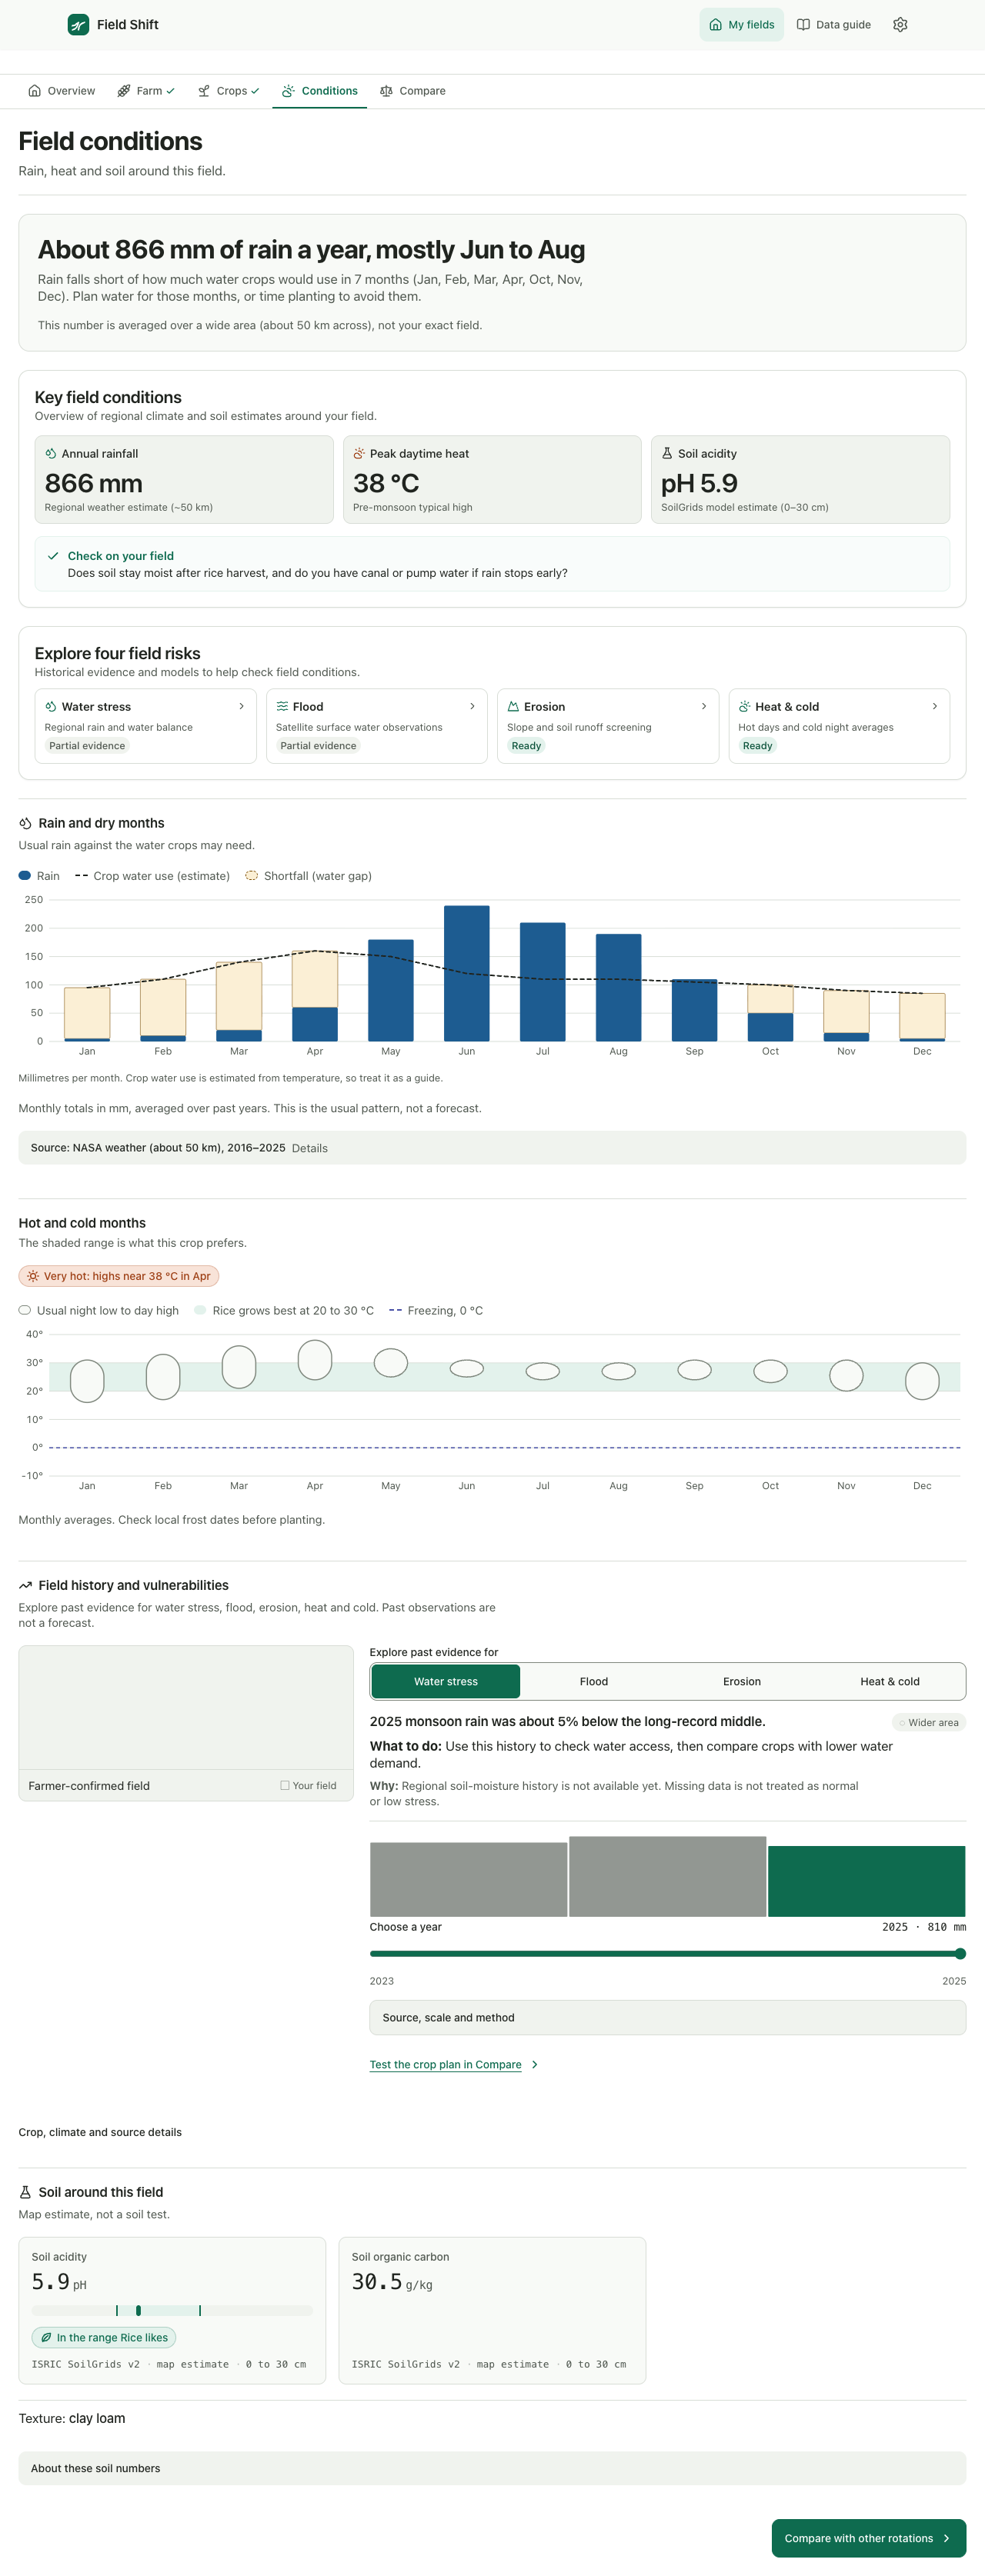 Field Shift
My fields
Data guide
Overview
Farm
Crops
Conditions
Compare
Field conditions
Rain, heat and soil around this field.
About 866 mm of rain a year, mostly Jun to Aug
Rain falls short of how much water crops would use in 7 months (Jan, Feb, Mar, Apr, Oct, Nov,
Dec). Plan water for those months, or time planting to avoid them.
This number is averaged over a wide area (about 50 km across), not your exact field.
Key field conditions
Overview of regional climate and soil estimates around your field.
Annual rainfall
866 mm
Regional weather estimate (~50 km)
Peak daytime heat
38 °C
Pre-monsoon typical high
Soil acidity
pH 5.9
SoilGrids model estimate (0–30 cm)
Check on your field
Does soil stay moist after rice harvest, and do you have canal or pump water if rain stops early?
Explore four field risks
Historical evidence and models to help check field conditions.
Water stress
Regional rain and water balance
Partial evidence
Flood
Satellite surface water observations
Partial evidence
Erosion
Slope and soil runoff screening
Ready
Heat & cold
Hot days and cold night averages
Ready
Rain and dry months
Usual rain against the water crops may need.
Rain
Crop water use (estimate)
Shortfall (water gap)
250
200
150
100
50
0
Jan Feb Mar Apr May Jun Jul Aug Sep Oct Nov Dec
Millimetres per month. Crop water use is estimated from temperature, so treat it as a guide.
Monthly totals in mm, averaged over past years. This is the usual pattern, not a forecast.
Source: NASA weather (about 50 km), 2016–2025 Details
Hot and cold months
The shaded range is what this crop prefers.
Very hot: highs near 38 °C in Apr
Usual night low to day high
Rice grows best at 20 to 30 °C
Freezing, 0 °C
40°
30°
20°
10°
0°
-10°
Jan Feb Mar Apr May Jun Jul Aug Sep Oct Nov Dec
Monthly averages. Check local frost dates before planting.
Field history and vulnerabilities
Explore past evidence for water stress, flood, erosion, heat and cold. Past observations are
not a forecast.
Farmer-confirmed field
Your field
Explore past evidence for
Water stress
Flood
Erosion
Heat & cold
2025 monsoon rain was about 5% below the long-record middle.
Wider area
What to do: Use this history to check water access, then compare crops with lower water
demand.
Why: Regional soil-moisture history is not available yet. Missing data is not treated as normal
or low stress.
Choose a year
2025 · 810 mm
2023
2025
Source, scale and method
Test the crop plan in Compare
Crop, climate and source details
Soil around this field
Map estimate, not a soil test.
Soil acidity
5.9 pH
In the range Rice likes
ISRIC SoilGrids v2 · map estimate · 0 to 30 cm
Soil organic carbon
30.5 g/kg
ISRIC SoilGrids v2 · map estimate · 0 to 30 cm
Texture: clay loam
About these soil numbers
Compare with other rotations